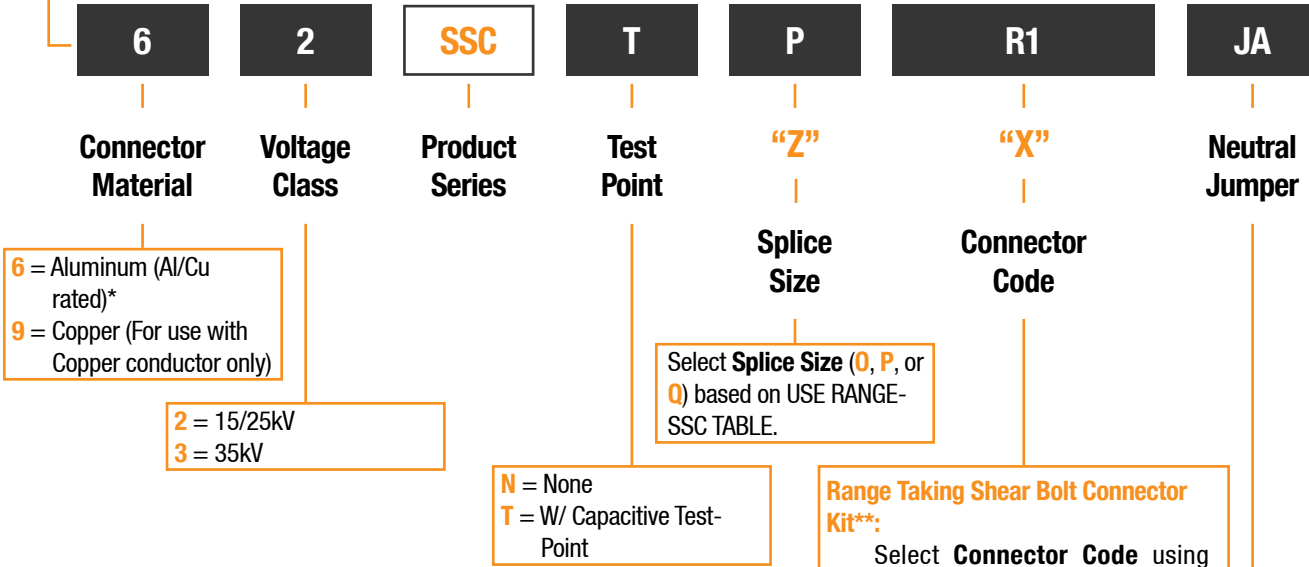 6 2 SSC T P R1 JA
Connector Material
Voltage Class
Product Series
Test Point
“Z”
Splice Size
“X”
Connector Code
Neutral Jumper
6 = Aluminum (Al/Cu
rated)*
9 = Copper (For use with
Copper conductor only)
2 = 15/25kV
3 = 35kV
N = None
T = W/ Capacitive Test-
Point
Select Splice Size (O, P, or
Q) based on USE RANGE-
SSC TABLE.
Range Taking Shear Bolt Connector
Kit**:
Select Connector Code using